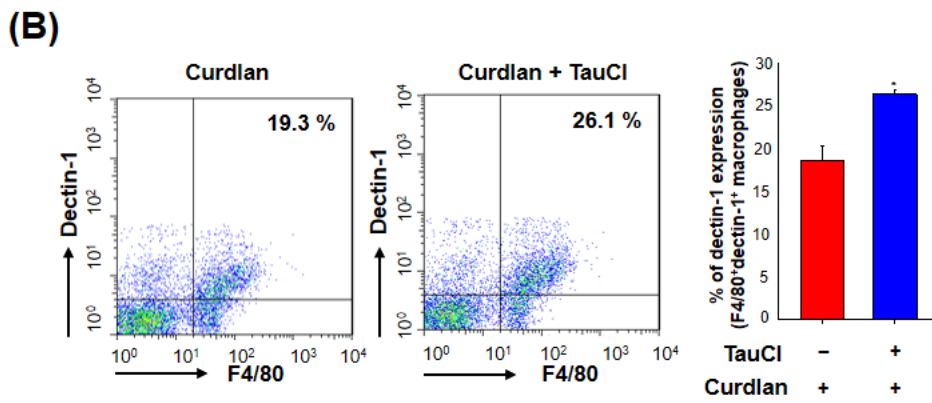 (B)
Curdlan
19.3 %
Dectin-1
10⁴
10³
10²
10¹
10⁰
10⁰ 10¹ 10² 10³ 10⁴
F4/80
Curdlan + TauCl
26.1 %
Dectin-1
10⁴
10³
10²
10¹
10⁰
10⁰ 10¹ 10² 10³ 10⁴
F4/80
% of dectin-1 expression
(F4/80⁺dectin-1⁺ macrophages)
30
25
20
15
10
5
0
*
TauCl − +
Curdlan + +